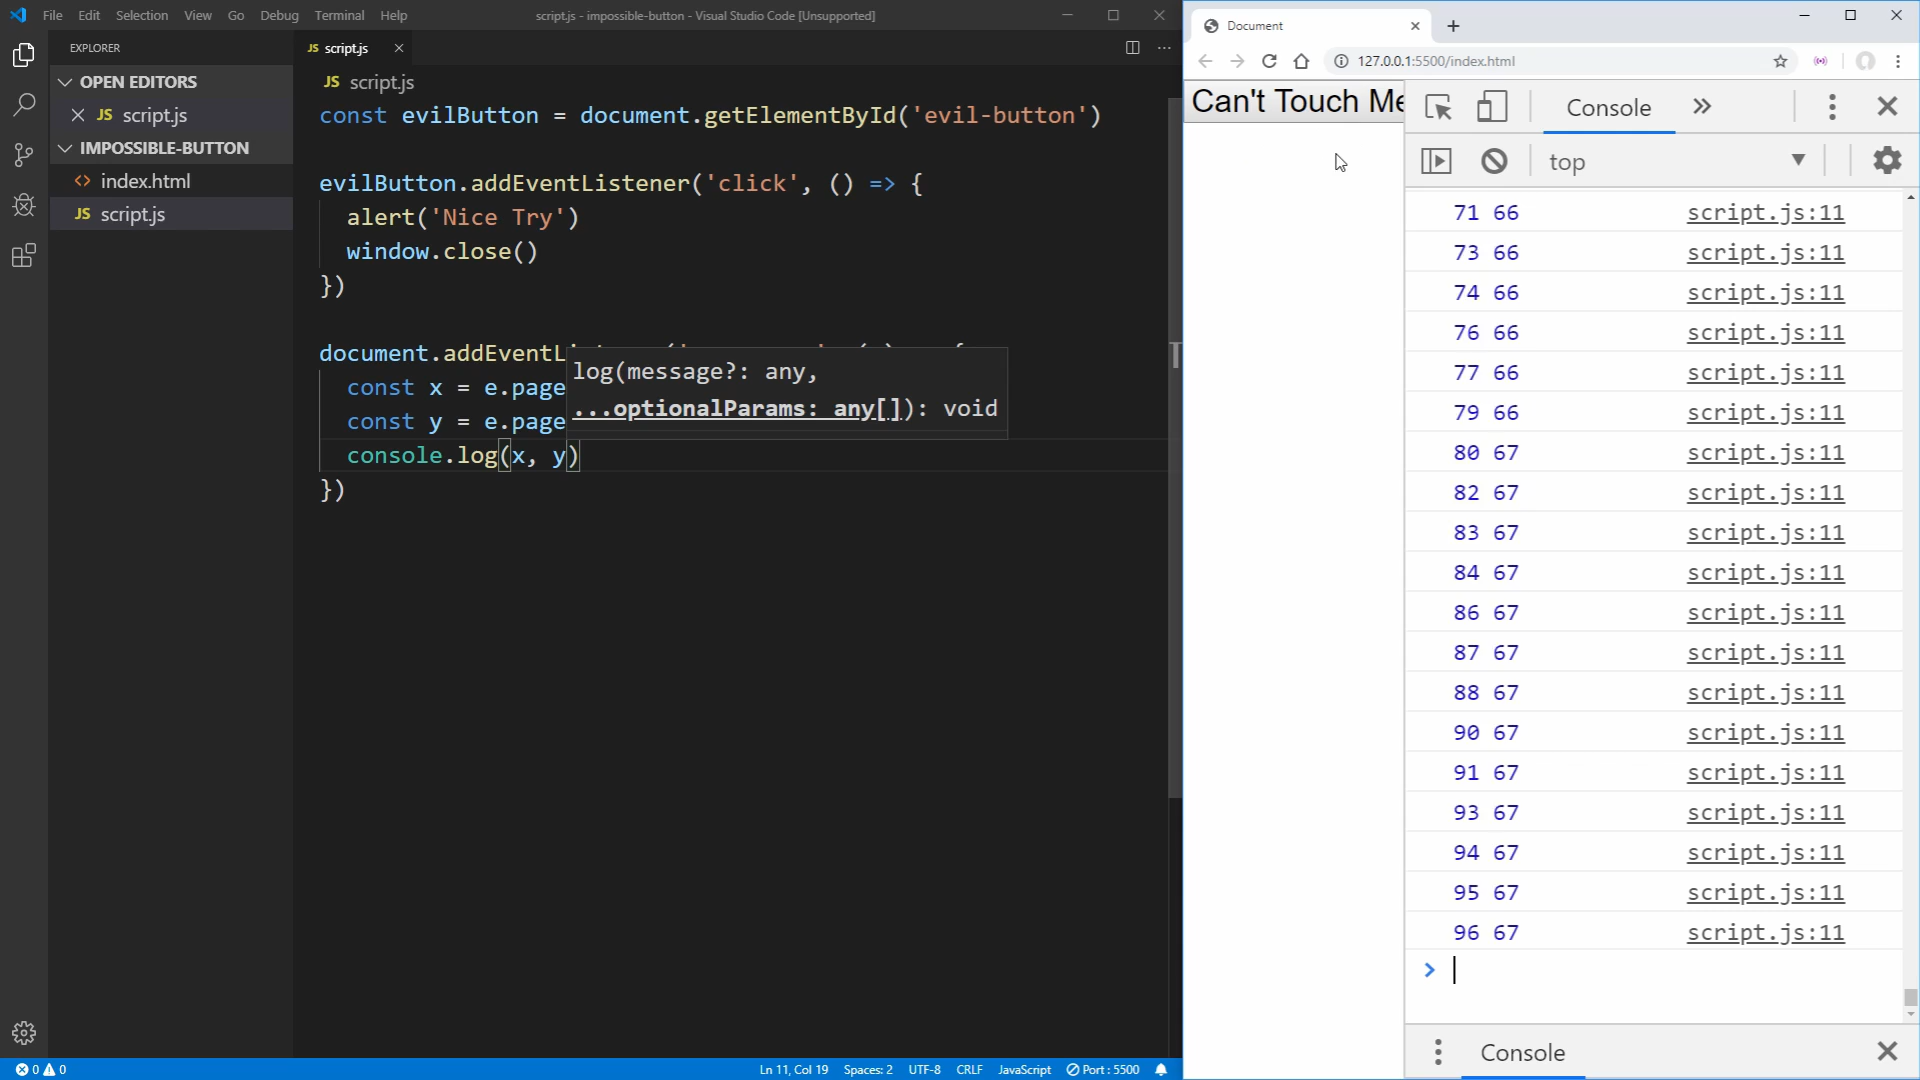 File Edit Selection View Go Debug Terminal Help
script.js - impossible-button - Visual Studio Code [Unsupported]
EXPLORER
OPEN EDITORS
JS script.js
IMPOSSIBLE-BUTTON
<> index.html
JS script.js
JS script.js
JS script.js
const evilButton = document.getElementById('evil-button')
evilButton.addEventListener('click', () => {
alert('Nice Try')
window.close()
})
document.addEventL
const x = e.page
const y = e.page
console.log(x, y)
})
log(message?: any,
...optionalParams: any[]): void
0 0
Ln 11, Col 19 Spaces: 2 UTF-8 CRLF JavaScript Port : 5500
Document
127.0.0.1:5500/index.html
Can't Touch Me
Console
top
71 66 script.js:11
73 66 script.js:11
74 66 script.js:11
76 66 script.js:11
77 66 script.js:11
79 66 script.js:11
80 67 script.js:11
82 67 script.js:11
83 67 script.js:11
84 67 script.js:11
86 67 script.js:11
87 67 script.js:11
88 67 script.js:11
90 67 script.js:11
91 67 script.js:11
93 67 script.js:11
94 67 script.js:11
95 67 script.js:11
96 67 script.js:11
>
Console